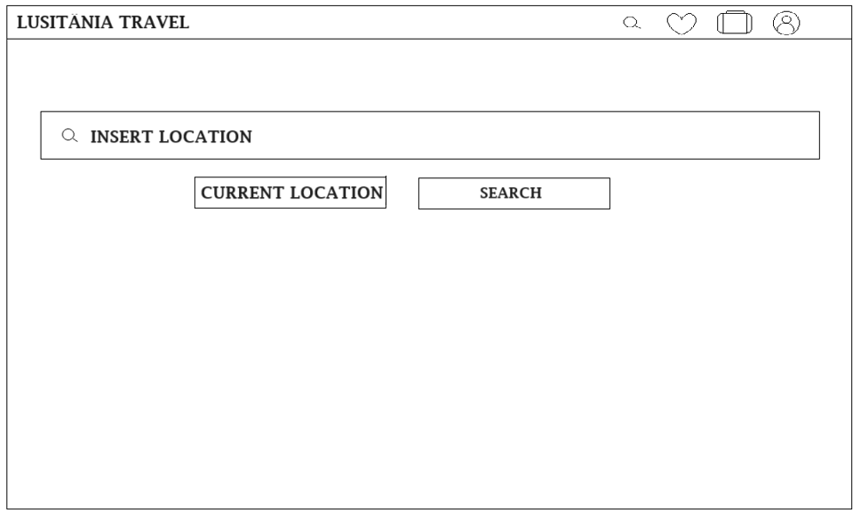 LUSITÂNIA TRAVEL
INSERT LOCATION
CURRENT LOCATION
SEARCH